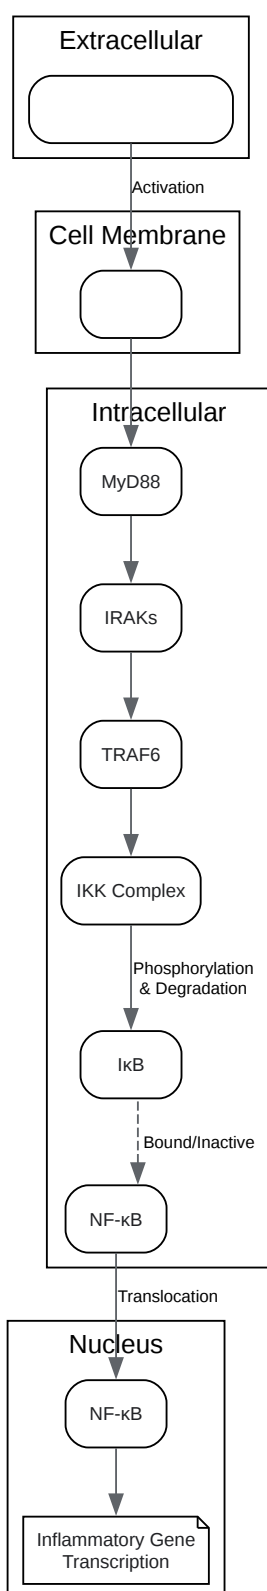 Extracellular
Activation
Cell Membrane
Intracellular
MyD88
IRAKs
TRAF6
IKK Complex
Phosphorylation
& Degradation
IκB
Bound/Inactive
NF-κB
Translocation
Nucleus
NF-κB
Inflammatory Gene
Transcription